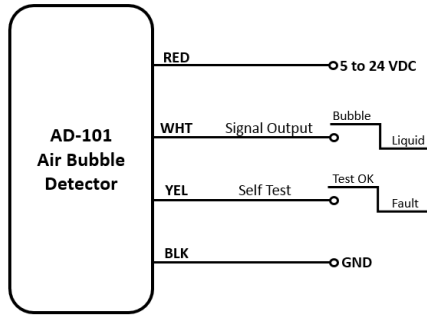 RED
5 to 24 VDC
AD-101
Air Bubble
Detector
WHT
Signal Output
Bubble
Liquid
YEL
Self Test
Test OK
Fault
BLK
GND